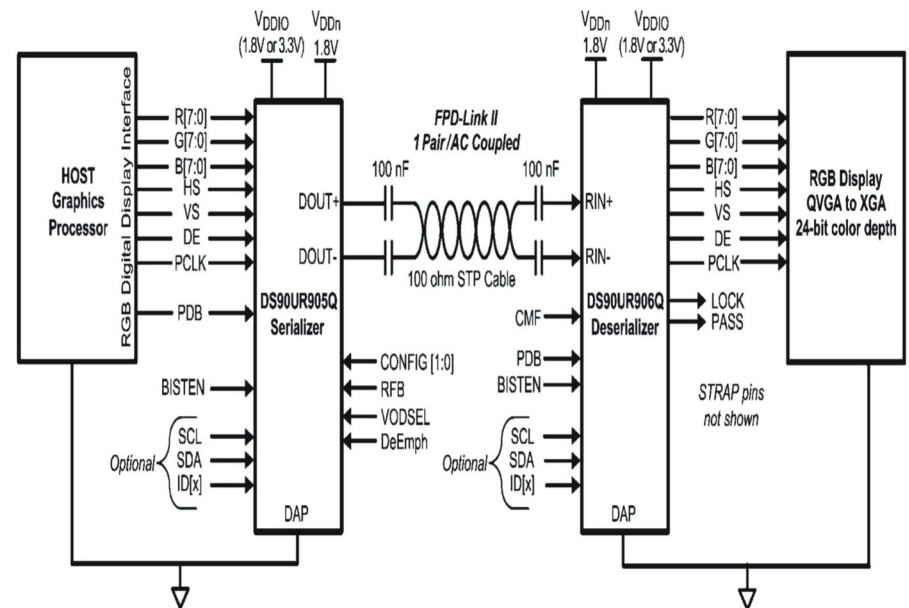 VDDIO
(1.8V or 3.3V)
VDDn
1.8V
VDDn
1.8V
VDDIO
(1.8V or 3.3V)
HOST
Graphics
Processor
RGB Digital Display Interface
R[7:0]
G[7:0]
B[7:0]
HS
VS
DE
PCLK
PDB
BISTEN
Optional
SCL
SDA
ID[x]
DOUT+
DOUT-
DS90UR905Q
Serializer
DAP
CONFIG [1:0]
RFB
VODSEL
DeEmph
FPD-Link II
1 Pair/AC Coupled
100 nF
100 nF
100 ohm STP Cable
CMF
PDB
BISTEN
Optional
SCL
SDA
ID[x]
RIN+
RIN-
DS90UR906Q
Deserializer
DAP
R[7:0]
G[7:0]
B[7:0]
HS
VS
DE
PCLK
LOCK
PASS
STRAP pins
not shown
RGB Display
QVGA to XGA
24-bit color depth